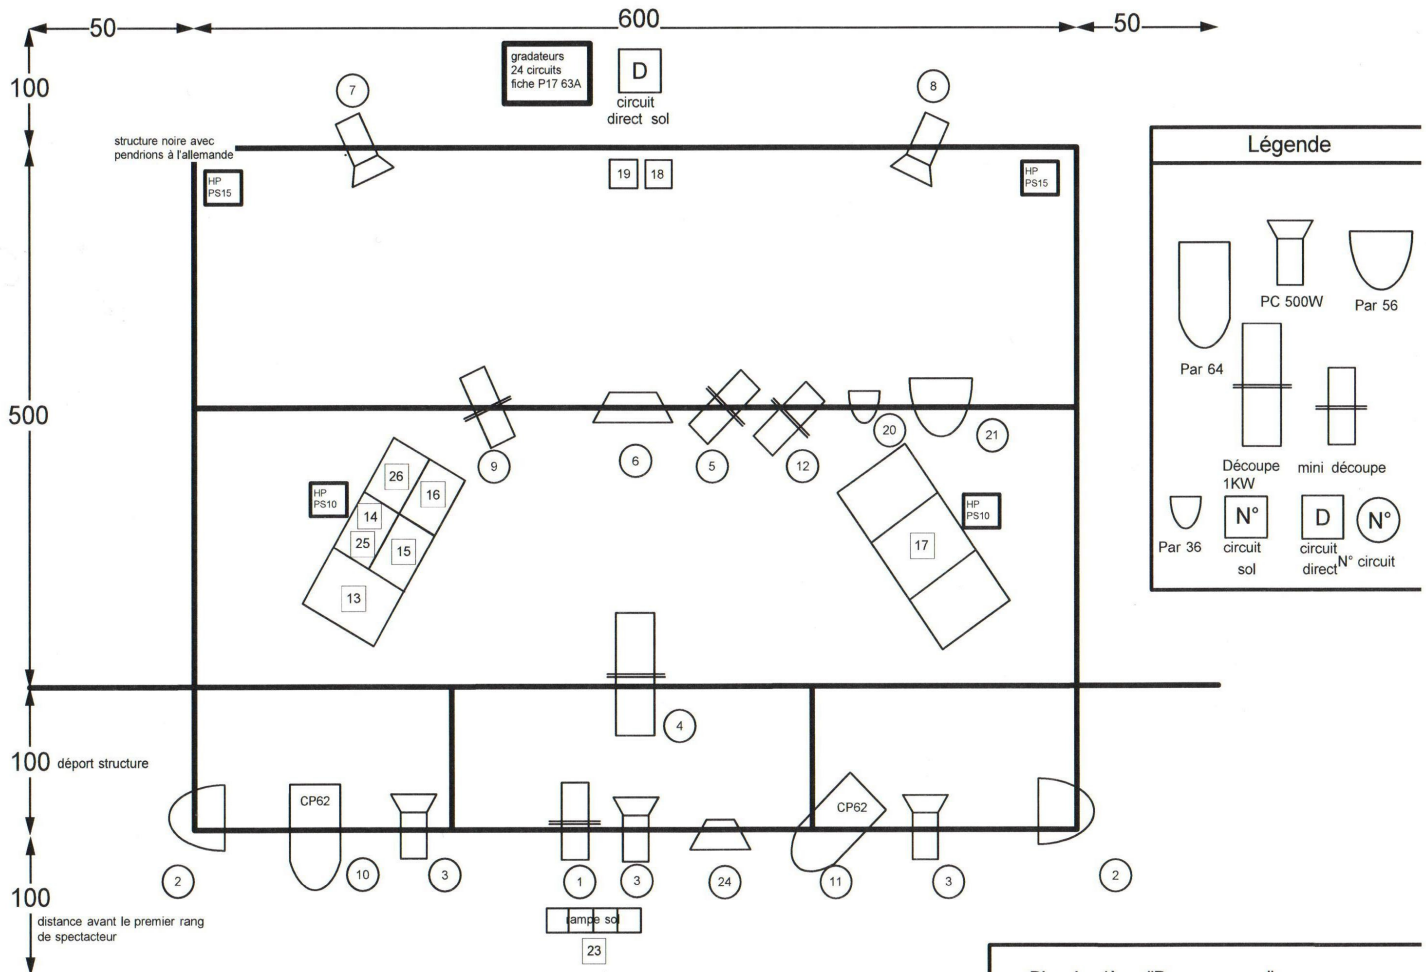 50
600
50
100
gradateurs
24 circuits
fiche P17 63A
D
circuit
direct sol
7
8
structure noire avec
pendrions à l'allemande
HP
PS15
19
18
HP
PS15
Légende
PC 500W
Par 56
Par 64
Découpe
1KW
mini découpe
Par 36
N°
circuit
sol
D
circuit
direct
N°
N° circuit
500
9
6
5
12
20
21
26
16
HP
PS10
14
25
15
13
HP
PS10
17
4
100
déport structure
CP62
CP62
2
10
3
1
3
24
11
3
2
100
distance avant le premier rang
de spectacteur
rampe sol
23